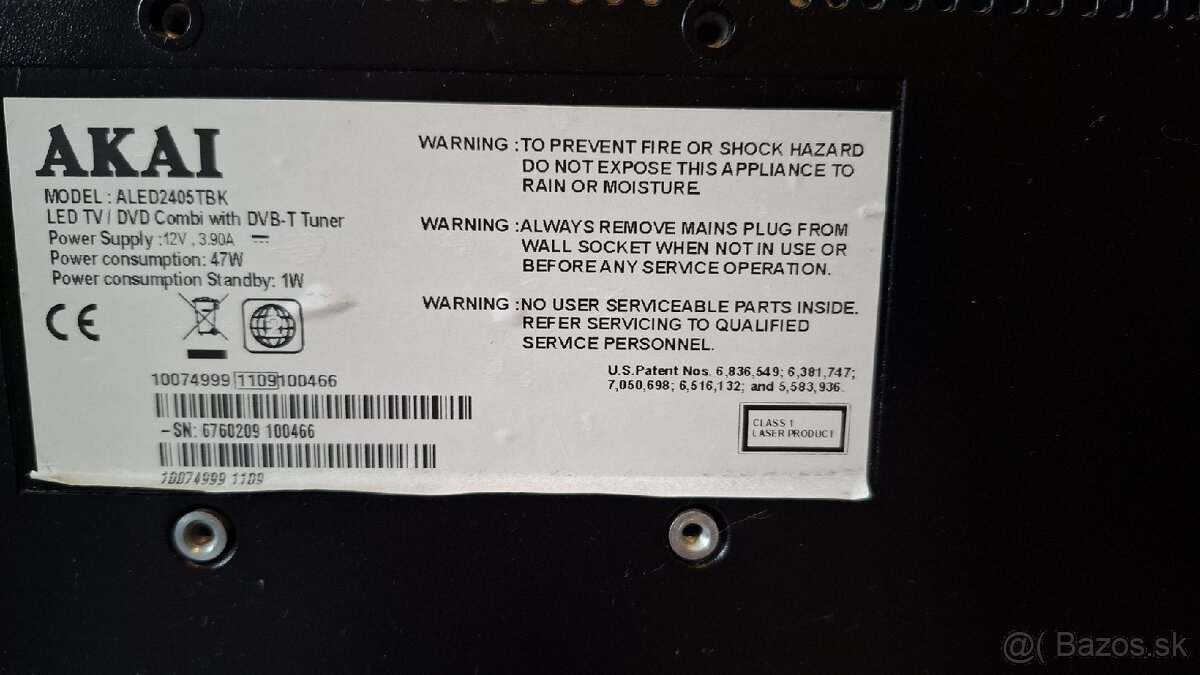 AKAI
MODEL : ALED2405TBK
LED TV / DVD Combi with DVB-T Tuner
Power Supply :12V , 3.90A
Power consumption: 47W
Power consumption Standby: 1W
CE
2
10074999 1109 100466
-SN: 6760209 100466
10074999 1109
WARNING :TO PREVENT FIRE OR SHOCK HAZARD
DO NOT EXPOSE THIS APPLIANCE TO
RAIN OR MOISTURE.
WARNING :ALWAYS REMOVE MAINS PLUG FROM
WALL SOCKET WHEN NOT IN USE OR
BEFORE ANY SERVICE OPERATION.
WARNING :NO USER SERVICEABLE PARTS INSIDE.
REFER SERVICING TO QUALIFIED
SERVICE PERSONNEL.
U.S.Patent Nos. 6,836,549; 6,381,747;
7,050,698; 6,516,132; and 5,583,936.
CLASS 1
LASER PRODUCT
@( Bazos.sk